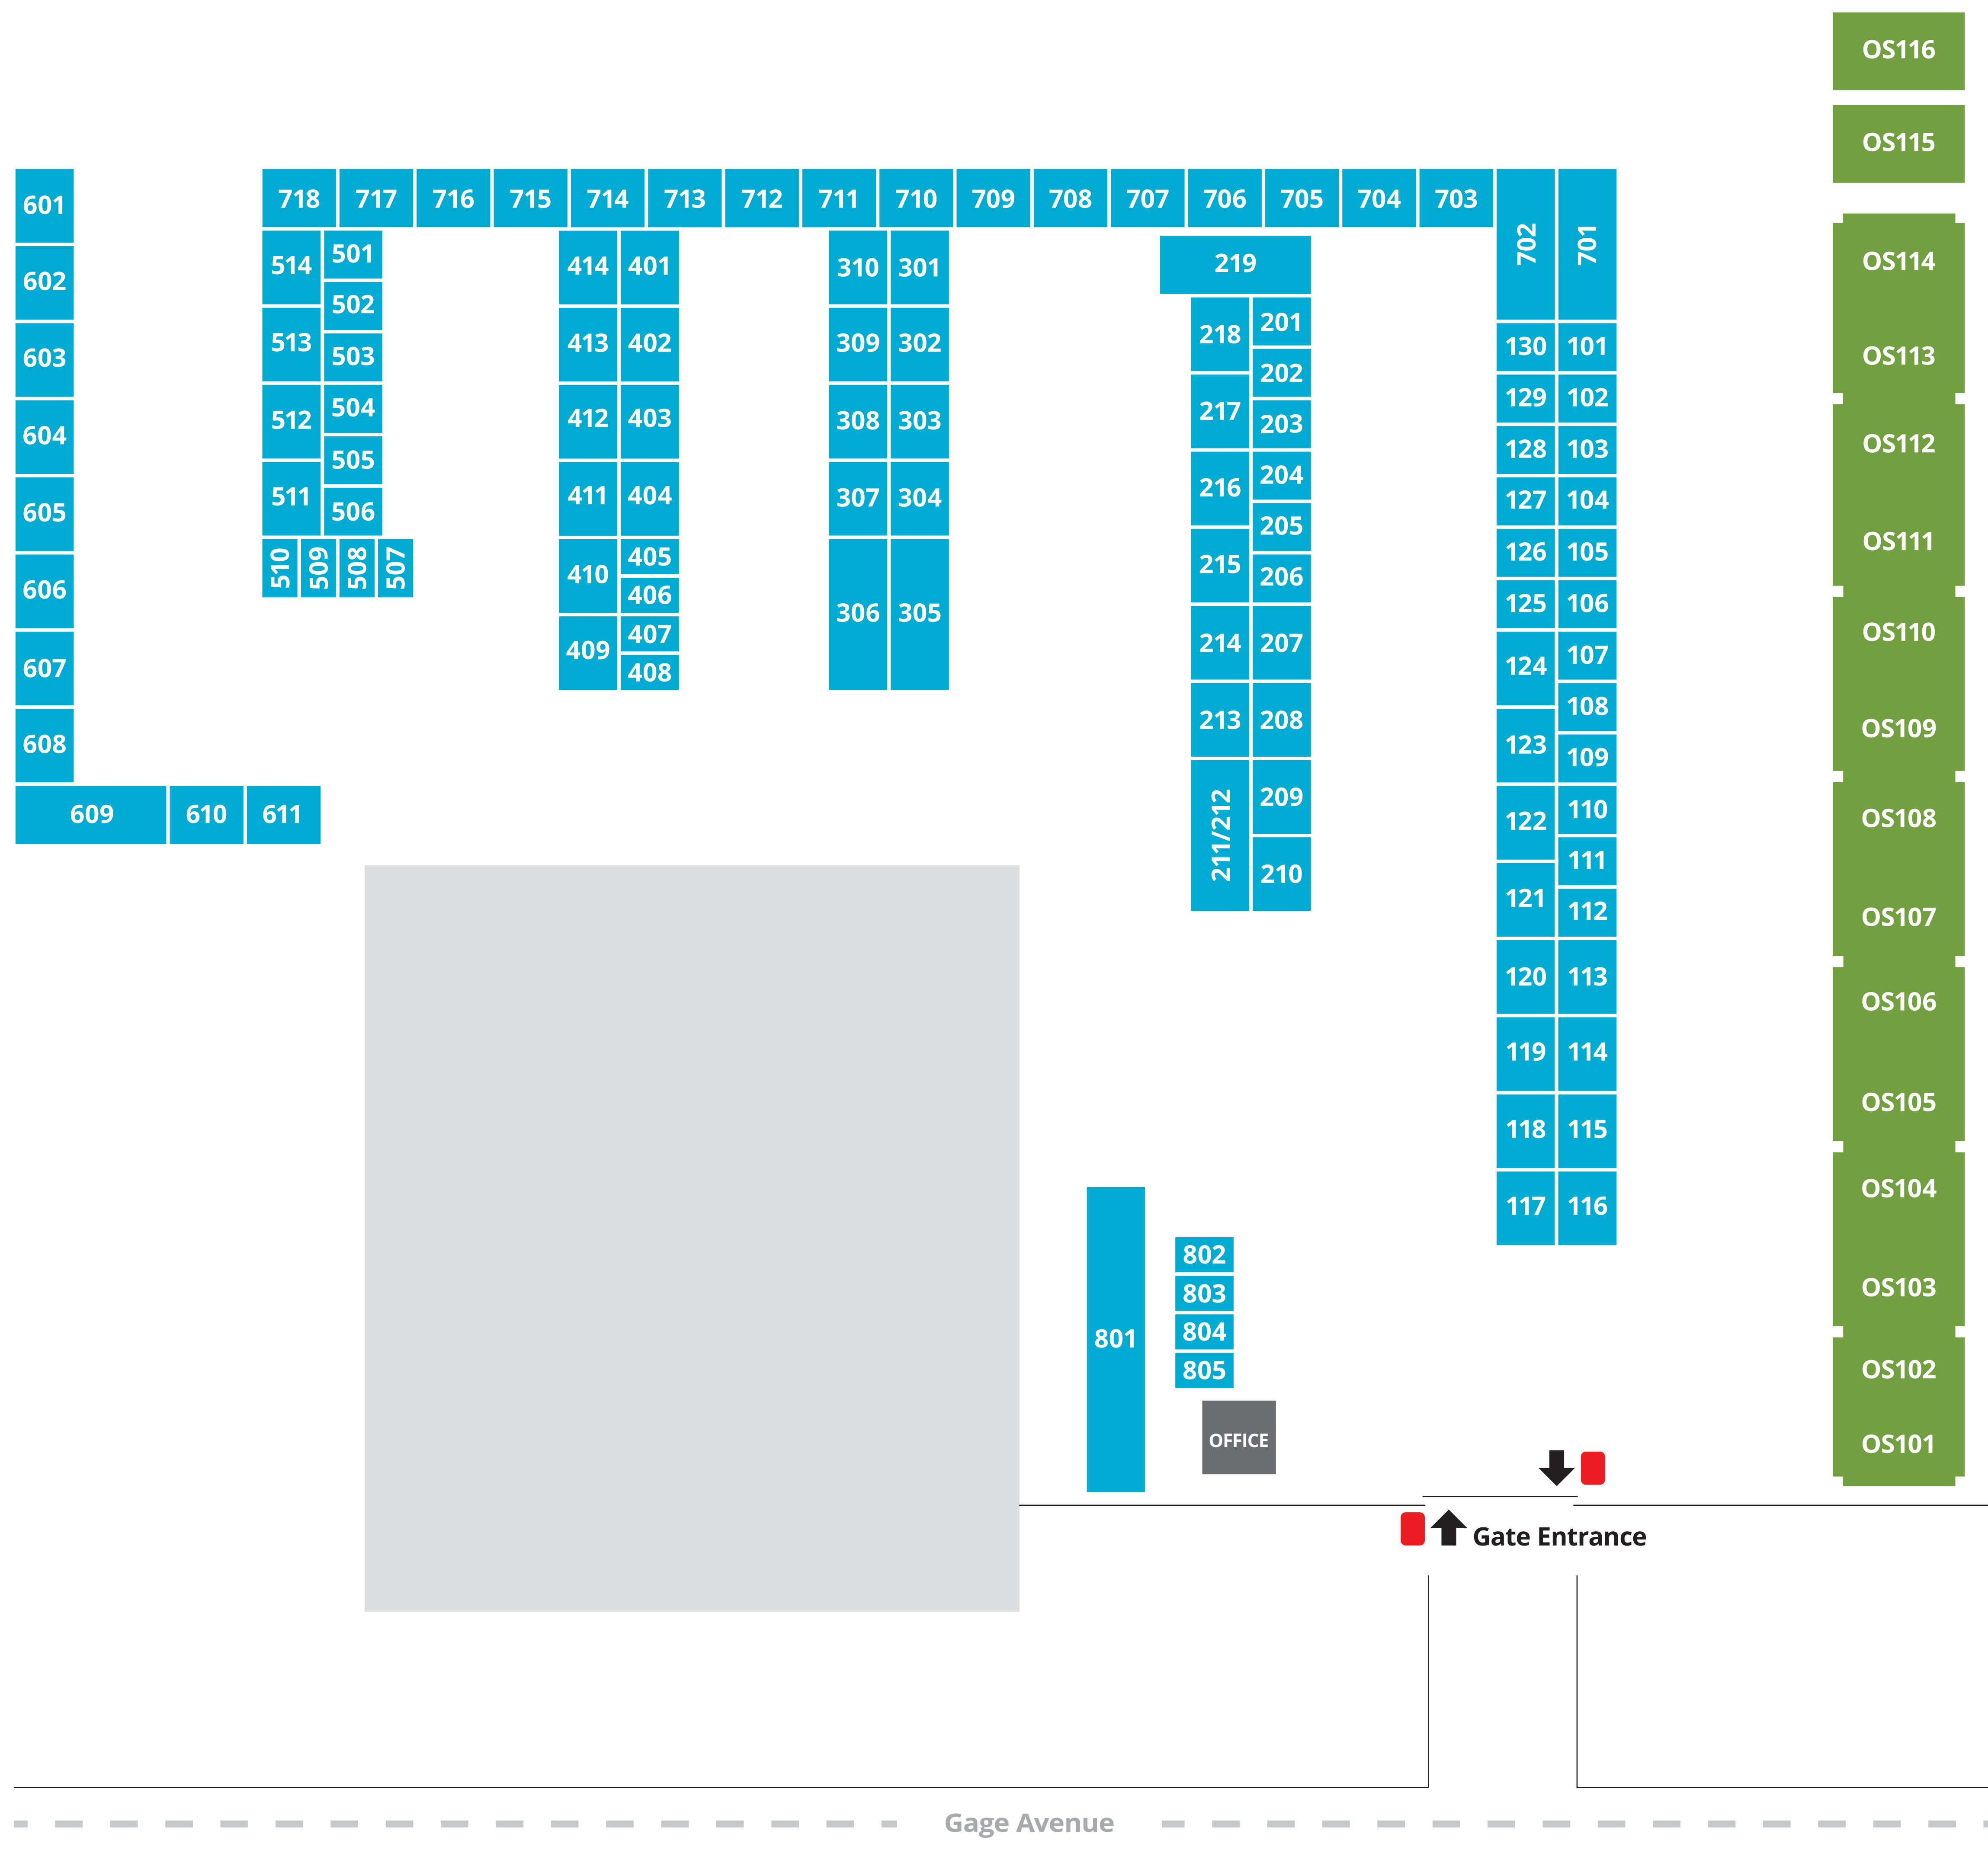 OS116
OS115
601
718 717 716 715 714 713 712 711 710 709 708 707 706 705 704 703 702 701
514 501 414 401 310 301 219 OS114
602 502 218 201
513 503 413 402 309 302 130 101 OS113
603 202
512 504 412 403 308 303 217 203 129 102 OS112
604 505 128 103
511 506 411 404 307 304 216 204 127 104
605 205 OS111
510 509 508 507 410 405 215 206 126 105
606 406 306 305 125 106
409 407 214 207 124 107 OS110
607 408
608 213 208 123 108 OS109
109
609 610 611 211/212 209 122 110 OS108
210 121 111
112 OS107
120 113 OS106
119 114
118 115 OS105
117 116 OS104
802
803 OS103
801 804
805 OS102
OFFICE OS101
Gate Entrance
Gage Avenue